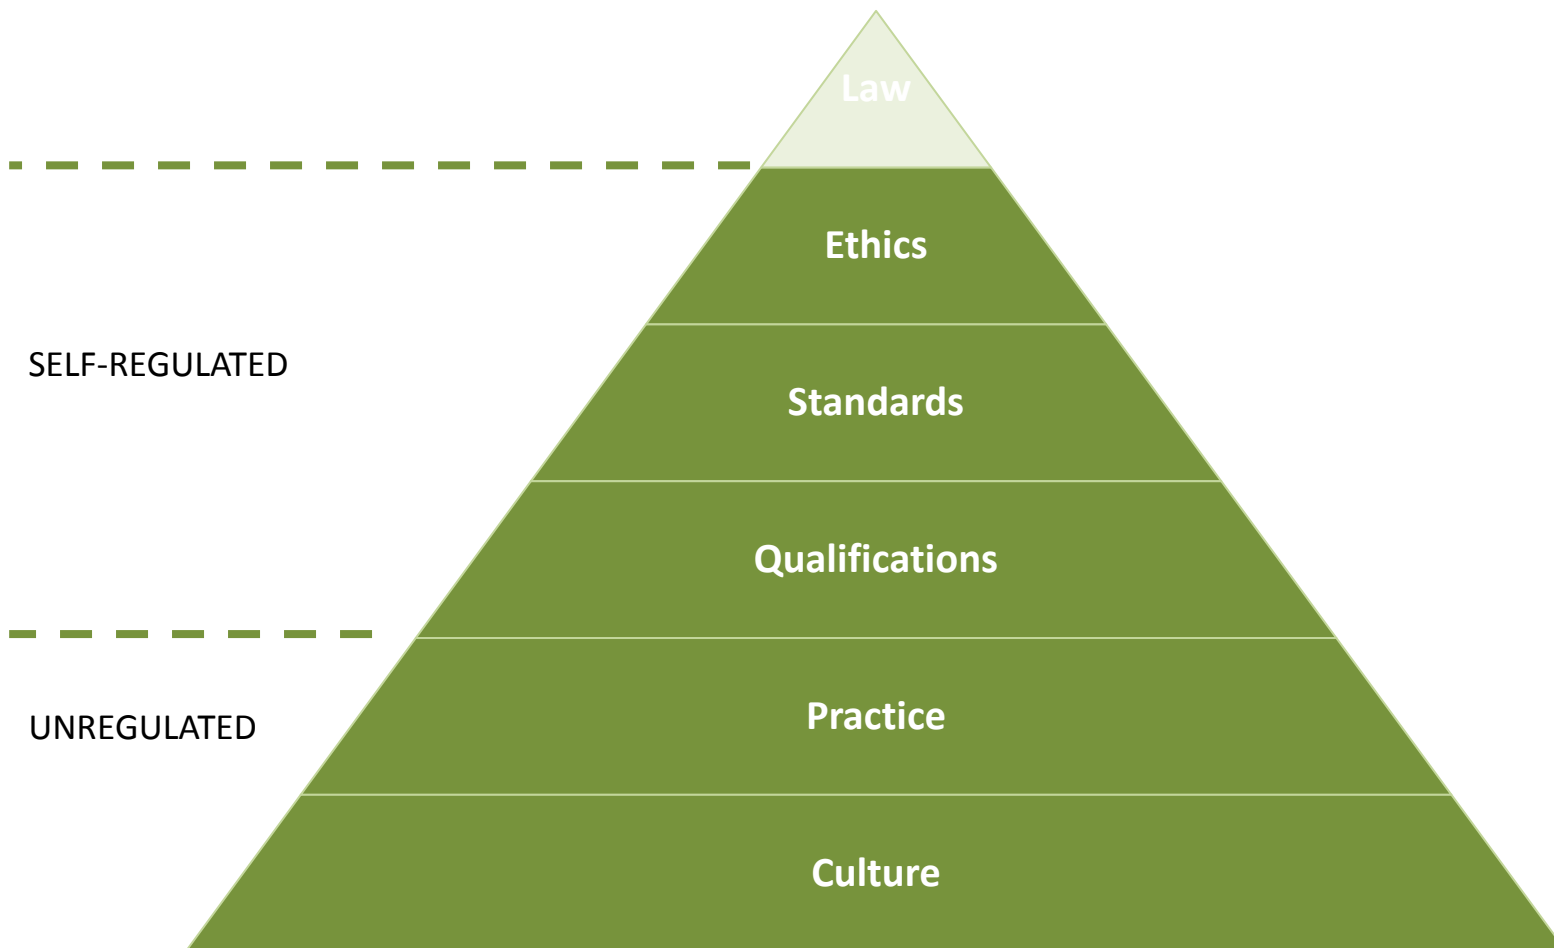 Law
Ethics
SELF-REGULATED
Standards
Qualifications
Practice
UNREGULATED
Culture